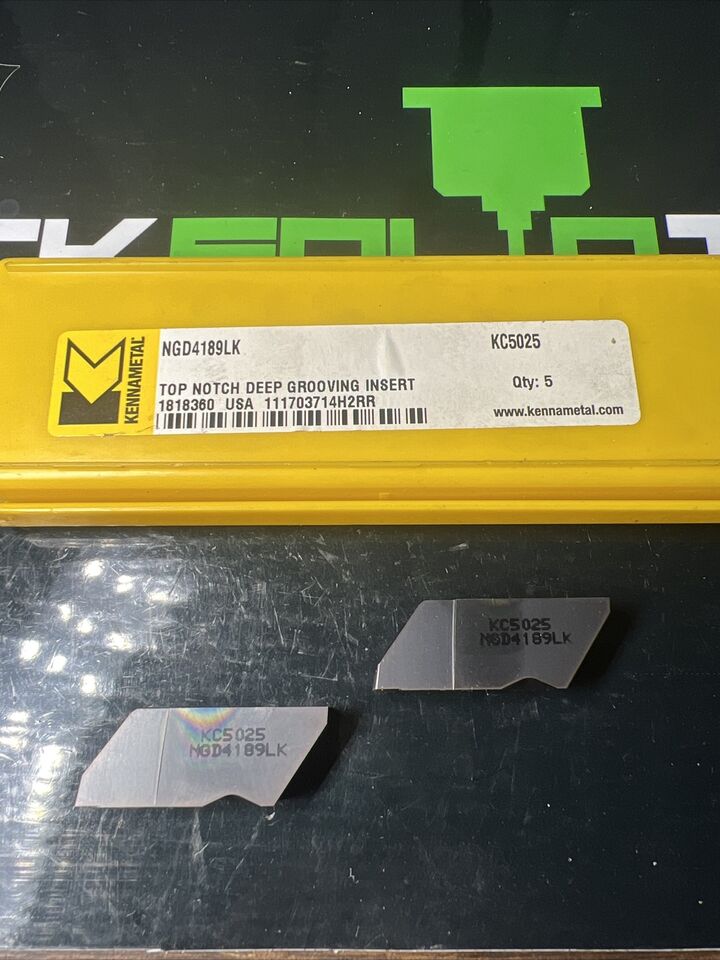 KENNAMETAL
NGD4189LK KC5025
TOP NOTCH DEEP GROOVING INSERT Qty: 5
1818360 USA 111703714H2RR www.kennametal.com
KC5025
NGD4189LK
KC5025
NGD4189LK